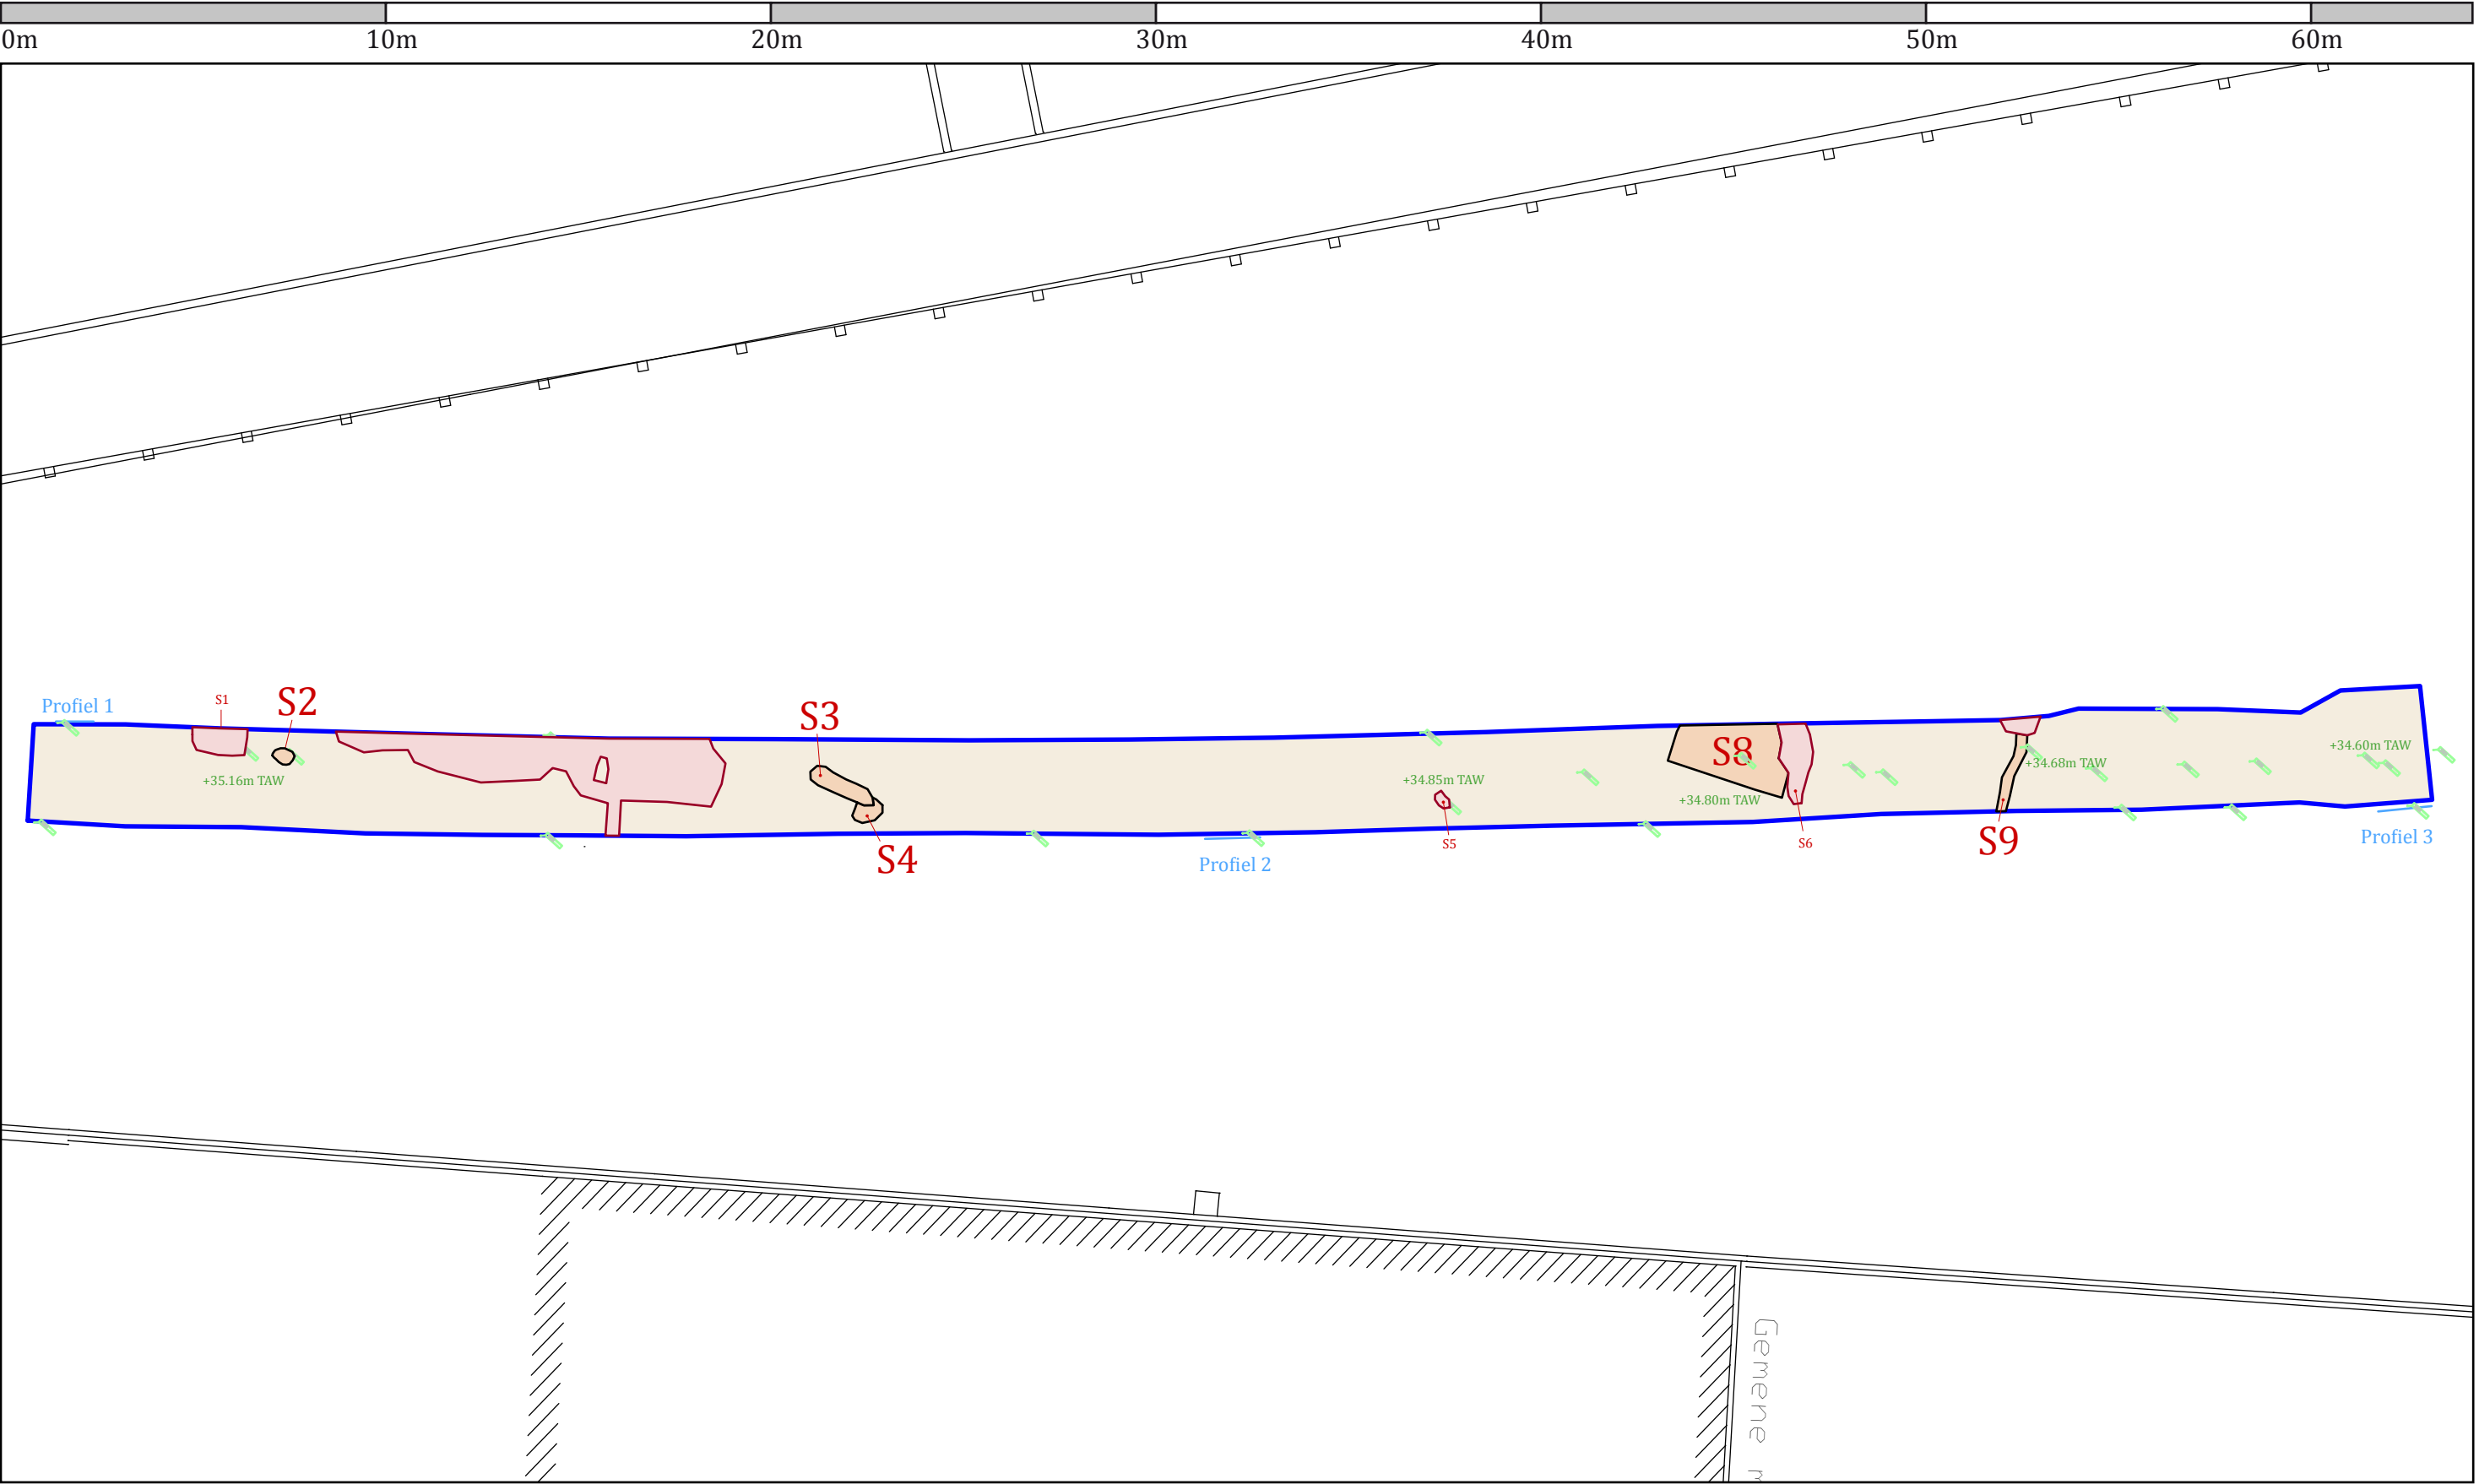 0m 10m 20m 30m 40m 50m 60m
Profiel 1
S1
S2
S3
S4
+35.16m TAW
Profiel 2
+34.85m TAW
S5
S8
+34.80m TAW
S6
+34.68m TAW
S9
+34.60m TAW
Profiel 3
Gemene